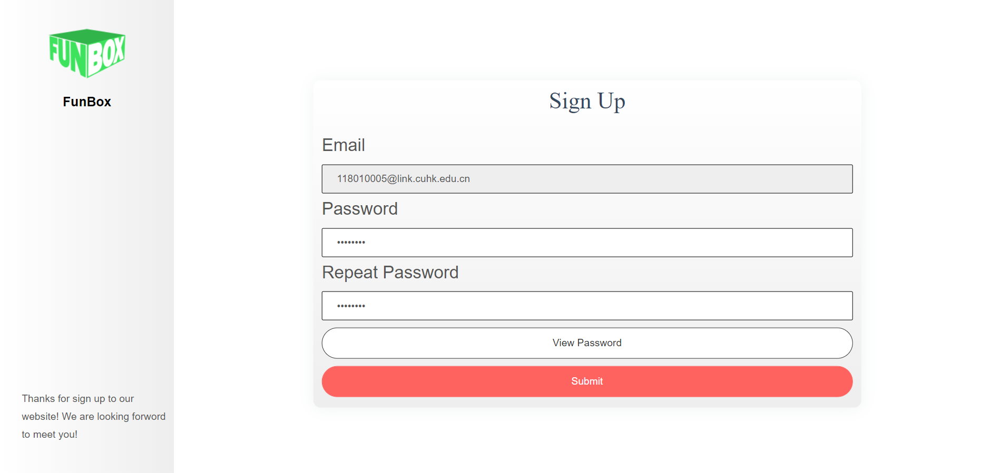 FUNBOX
FunBox
Thanks for sign up to our
website! We are looking forword
to meet you!
Sign Up
Email
118010005@link.cuhk.edu.cn
Password
••••••••
Repeat Password
••••••••
View Password
Submit